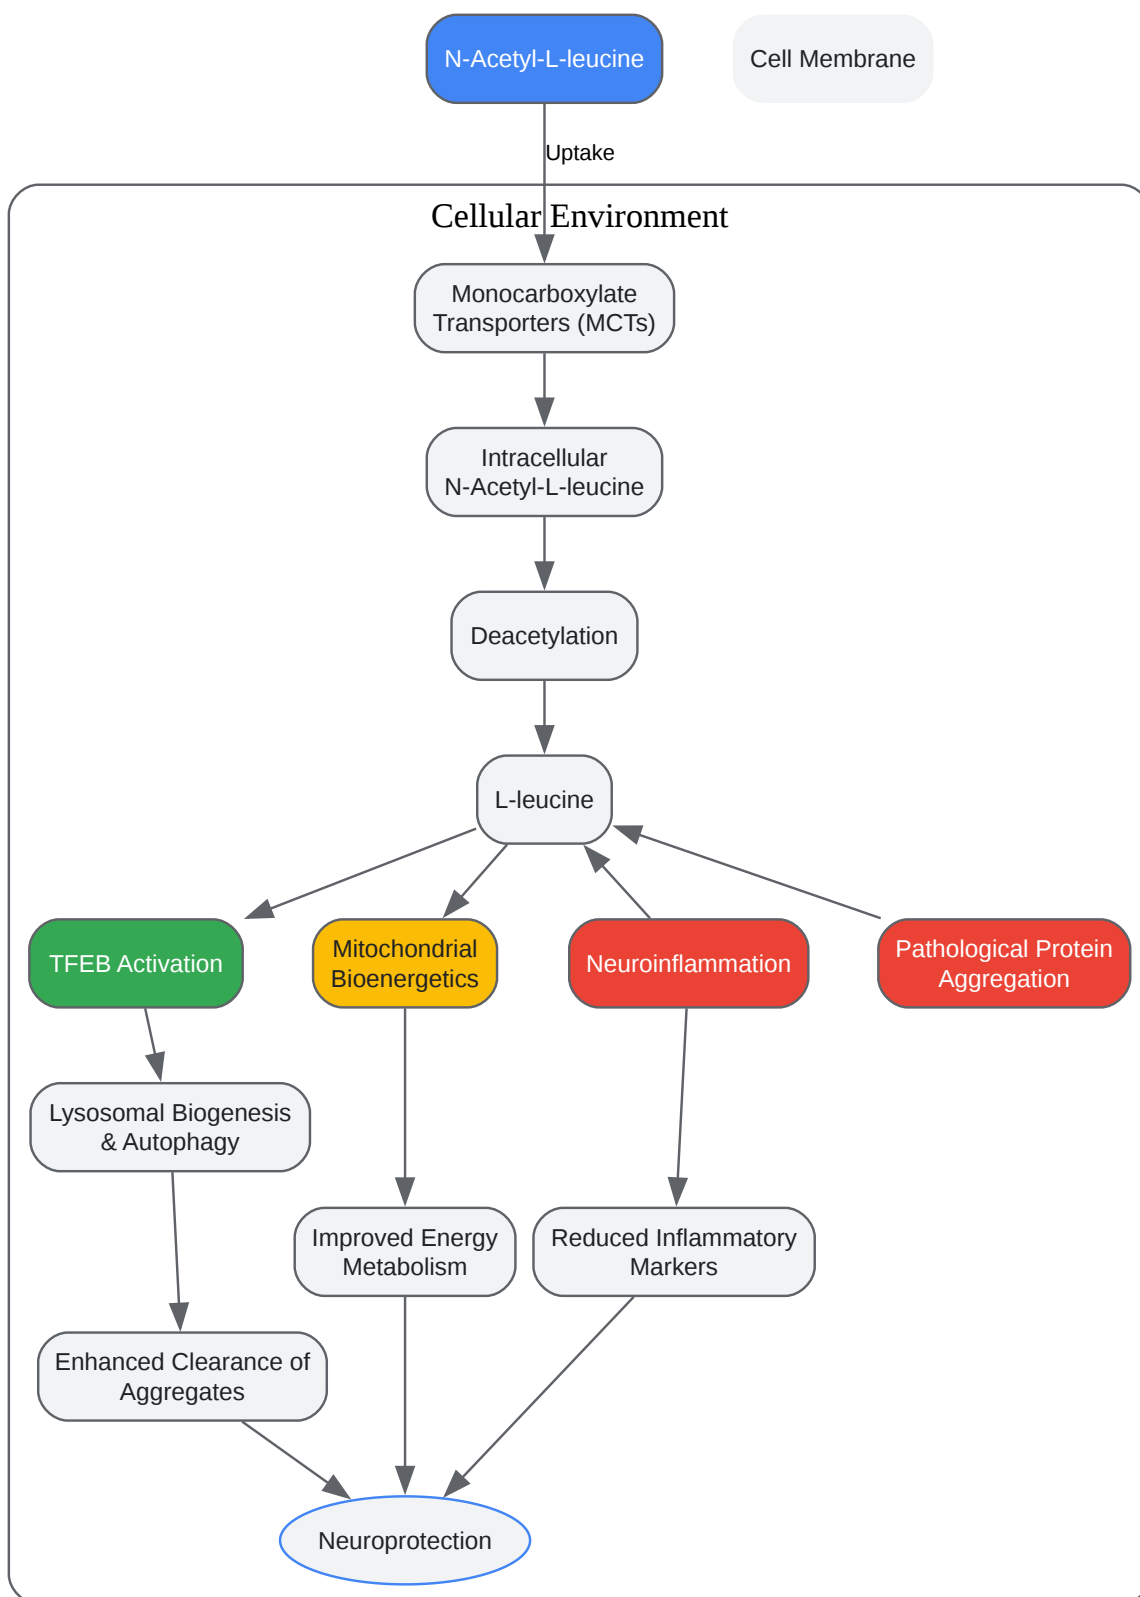 N-Acetyl-L-leucine
Cell Membrane
Uptake
Cellular Environment
Monocarboxylate
Transporters (MCTs)
Intracellular
N-Acetyl-L-leucine
Deacetylation
L-leucine
TFEB Activation
Mitochondrial
Bioenergetics
Neuroinflammation
Pathological Protein
Aggregation
Lysosomal Biogenesis
& Autophagy
Improved Energy
Metabolism
Reduced Inflammatory
Markers
Enhanced Clearance of
Aggregates
Neuroprotection